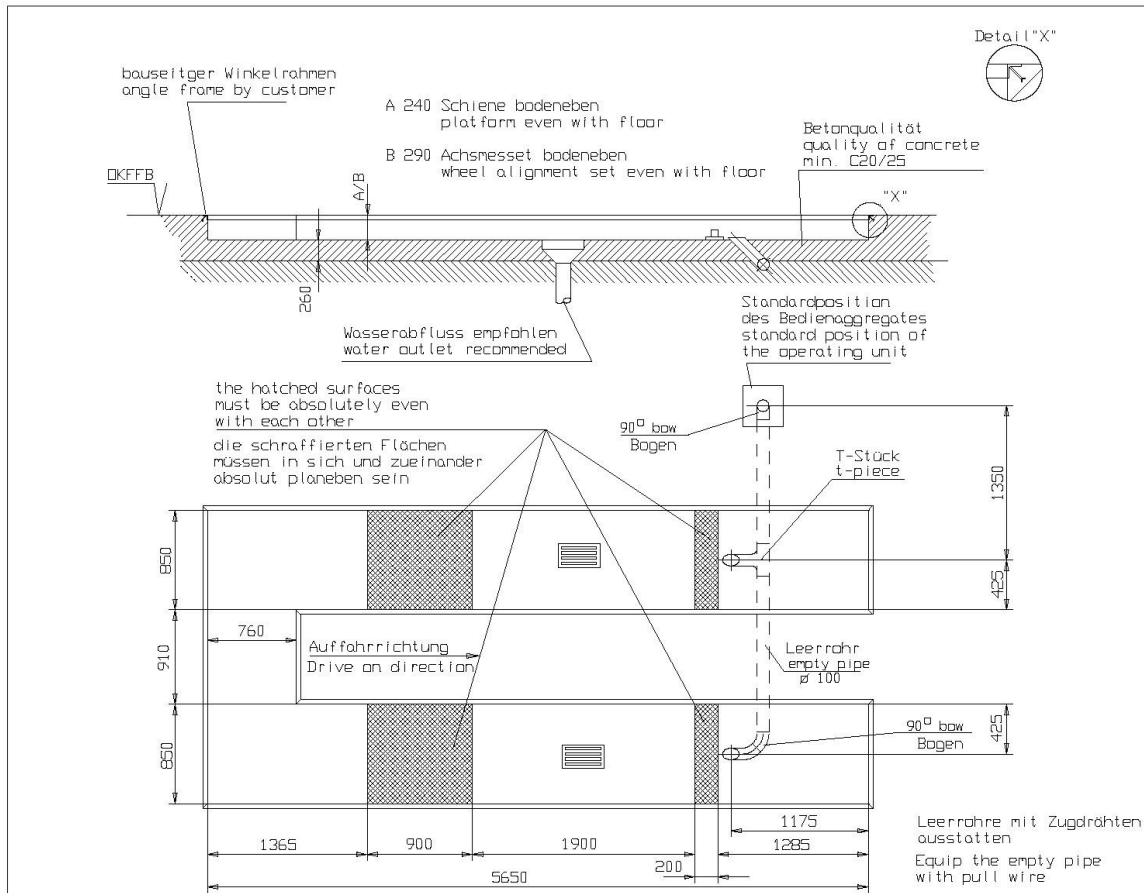 Detail"X"
bauseitger Winkelrahmen
angle frame by customer
A 240 Schiene bodeneben
platform even with floor
B 290 Achsmesset bodeneben
wheel alignment set even with floor
Betonqualität
quality of concrete
min. C20/25
OKFFB
A/B
"X"
260
Wasserabfluss empfohlen
water outlet recommended
Standardposition
des Bedienaggregates
standard position of
the operating unit
the hatched surfaces
must be absolutely even
with each other
die schraffierten Flächen
müssen in sich und zueinander
absolut planeben sein
90° bow
Bogen
T-Stück
t-piece
1350
850
425
760
910
Auffahrrichtung
Drive on direction
Leerrohr
empty pipe
ø 100
850
425
90° bow
Bogen
1175
1365
900
1900
200
1285
5650
Leerrohre mit Zugdrähten
ausstatten
Equip the empty pipe
with pull wire